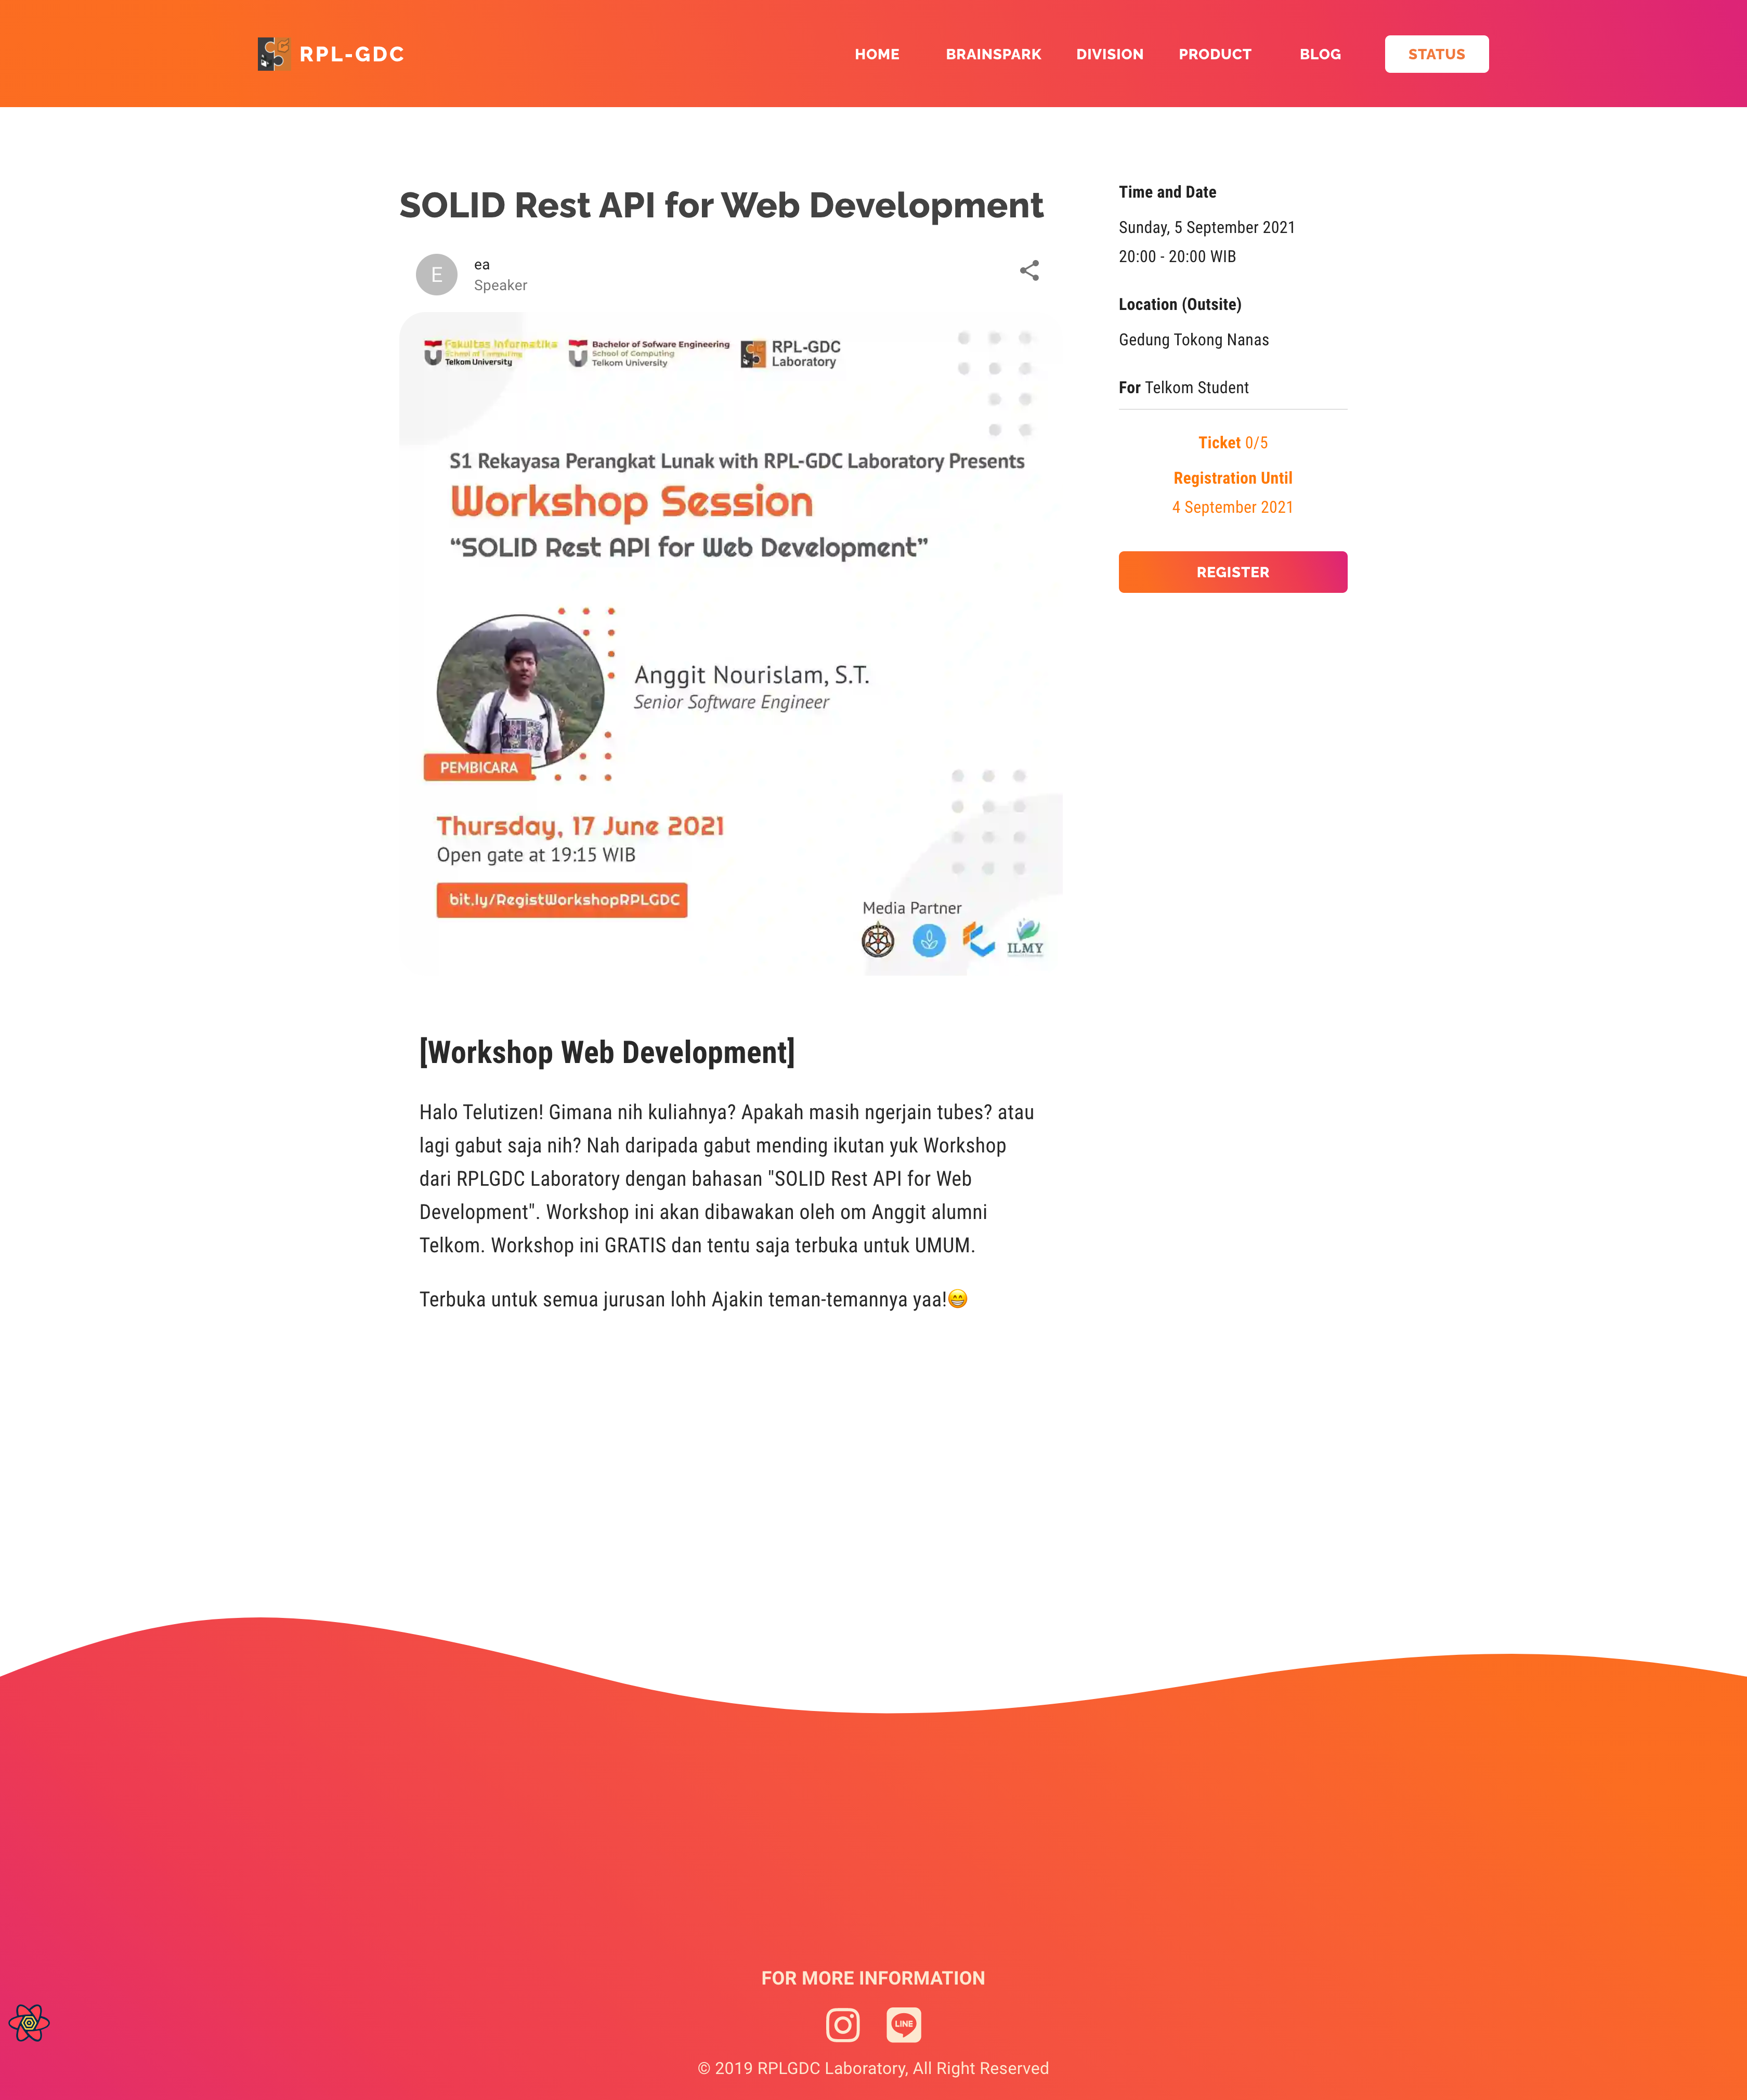 RPL-GDC
HOME BRAINSPARK DIVISION PRODUCT BLOG STATUS
SOLID Rest API for Web Development
E
ea
Speaker
Fakultas Informatika
School of Computing
Telkom University
Bachelor of Sofware Engineering
School of Computing
Telkom University
RPL-GDC
Laboratory
S1 Rekayasa Perangkat Lunak with RPL-GDC Laboratory Presents
Workshop Session
“SOLID Rest API for Web Development”
Anggit Nourislam, S.T.
Senior Software Engineer
PEMBICARA
Thursday, 17 June 2021
Open gate at 19:15 WIB
bit.ly/RegistWorkshopRPLGDC
Media Partner
ILMY
Time and Date
Sunday, 5 September 2021
20:00 - 20:00 WIB
Location (Outsite)
Gedung Tokong Nanas
For Telkom Student
Ticket 0/5
Registration Until
4 September 2021
REGISTER
[Workshop Web Development]
Halo Telutizen! Gimana nih kuliahnya? Apakah masih ngerjain tubes? atau
lagi gabut saja nih? Nah daripada gabut mending ikutan yuk Workshop
dari RPLGDC Laboratory dengan bahasan "SOLID Rest API for Web
Development". Workshop ini akan dibawakan oleh om Anggit alumni
Telkom. Workshop ini GRATIS dan tentu saja terbuka untuk UMUM.
Terbuka untuk semua jurusan lohh Ajakin teman-temannya yaa!😁
FOR MORE INFORMATION
LINE
© 2019 RPLGDC Laboratory, All Right Reserved